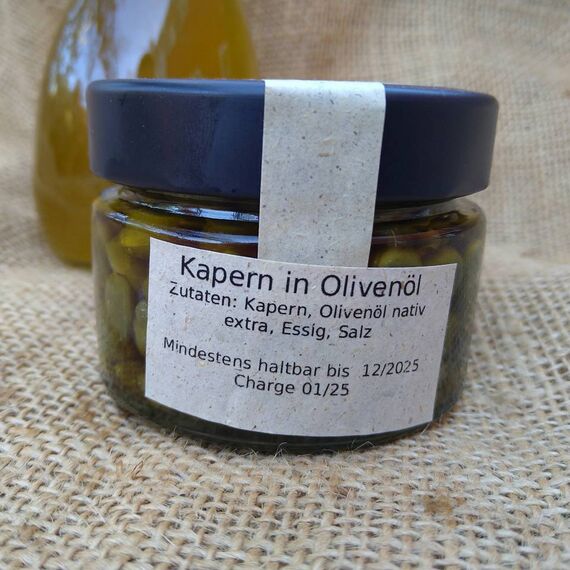 Kapern in Olivenöl
Zutaten: Kapern, Olivenöl nativ
extra, Essig, Salz
Mindestens haltbar bis 12/2025
Charge 01/25